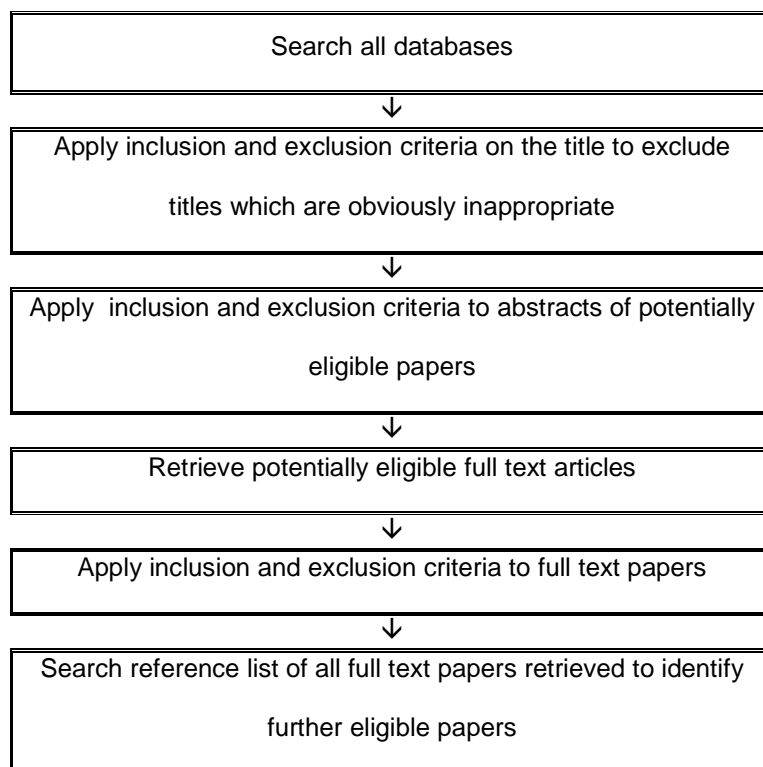 Search all databases
↓
Apply inclusion and exclusion criteria on the title to exclude
titles which are obviously inappropriate
↓
Apply  inclusion and exclusion criteria to abstracts of potentially
eligible papers
↓
Retrieve potentially eligible full text articles
↓
Apply inclusion and exclusion criteria to full text papers
↓
Search reference list of all full text papers retrieved to identify
further eligible papers